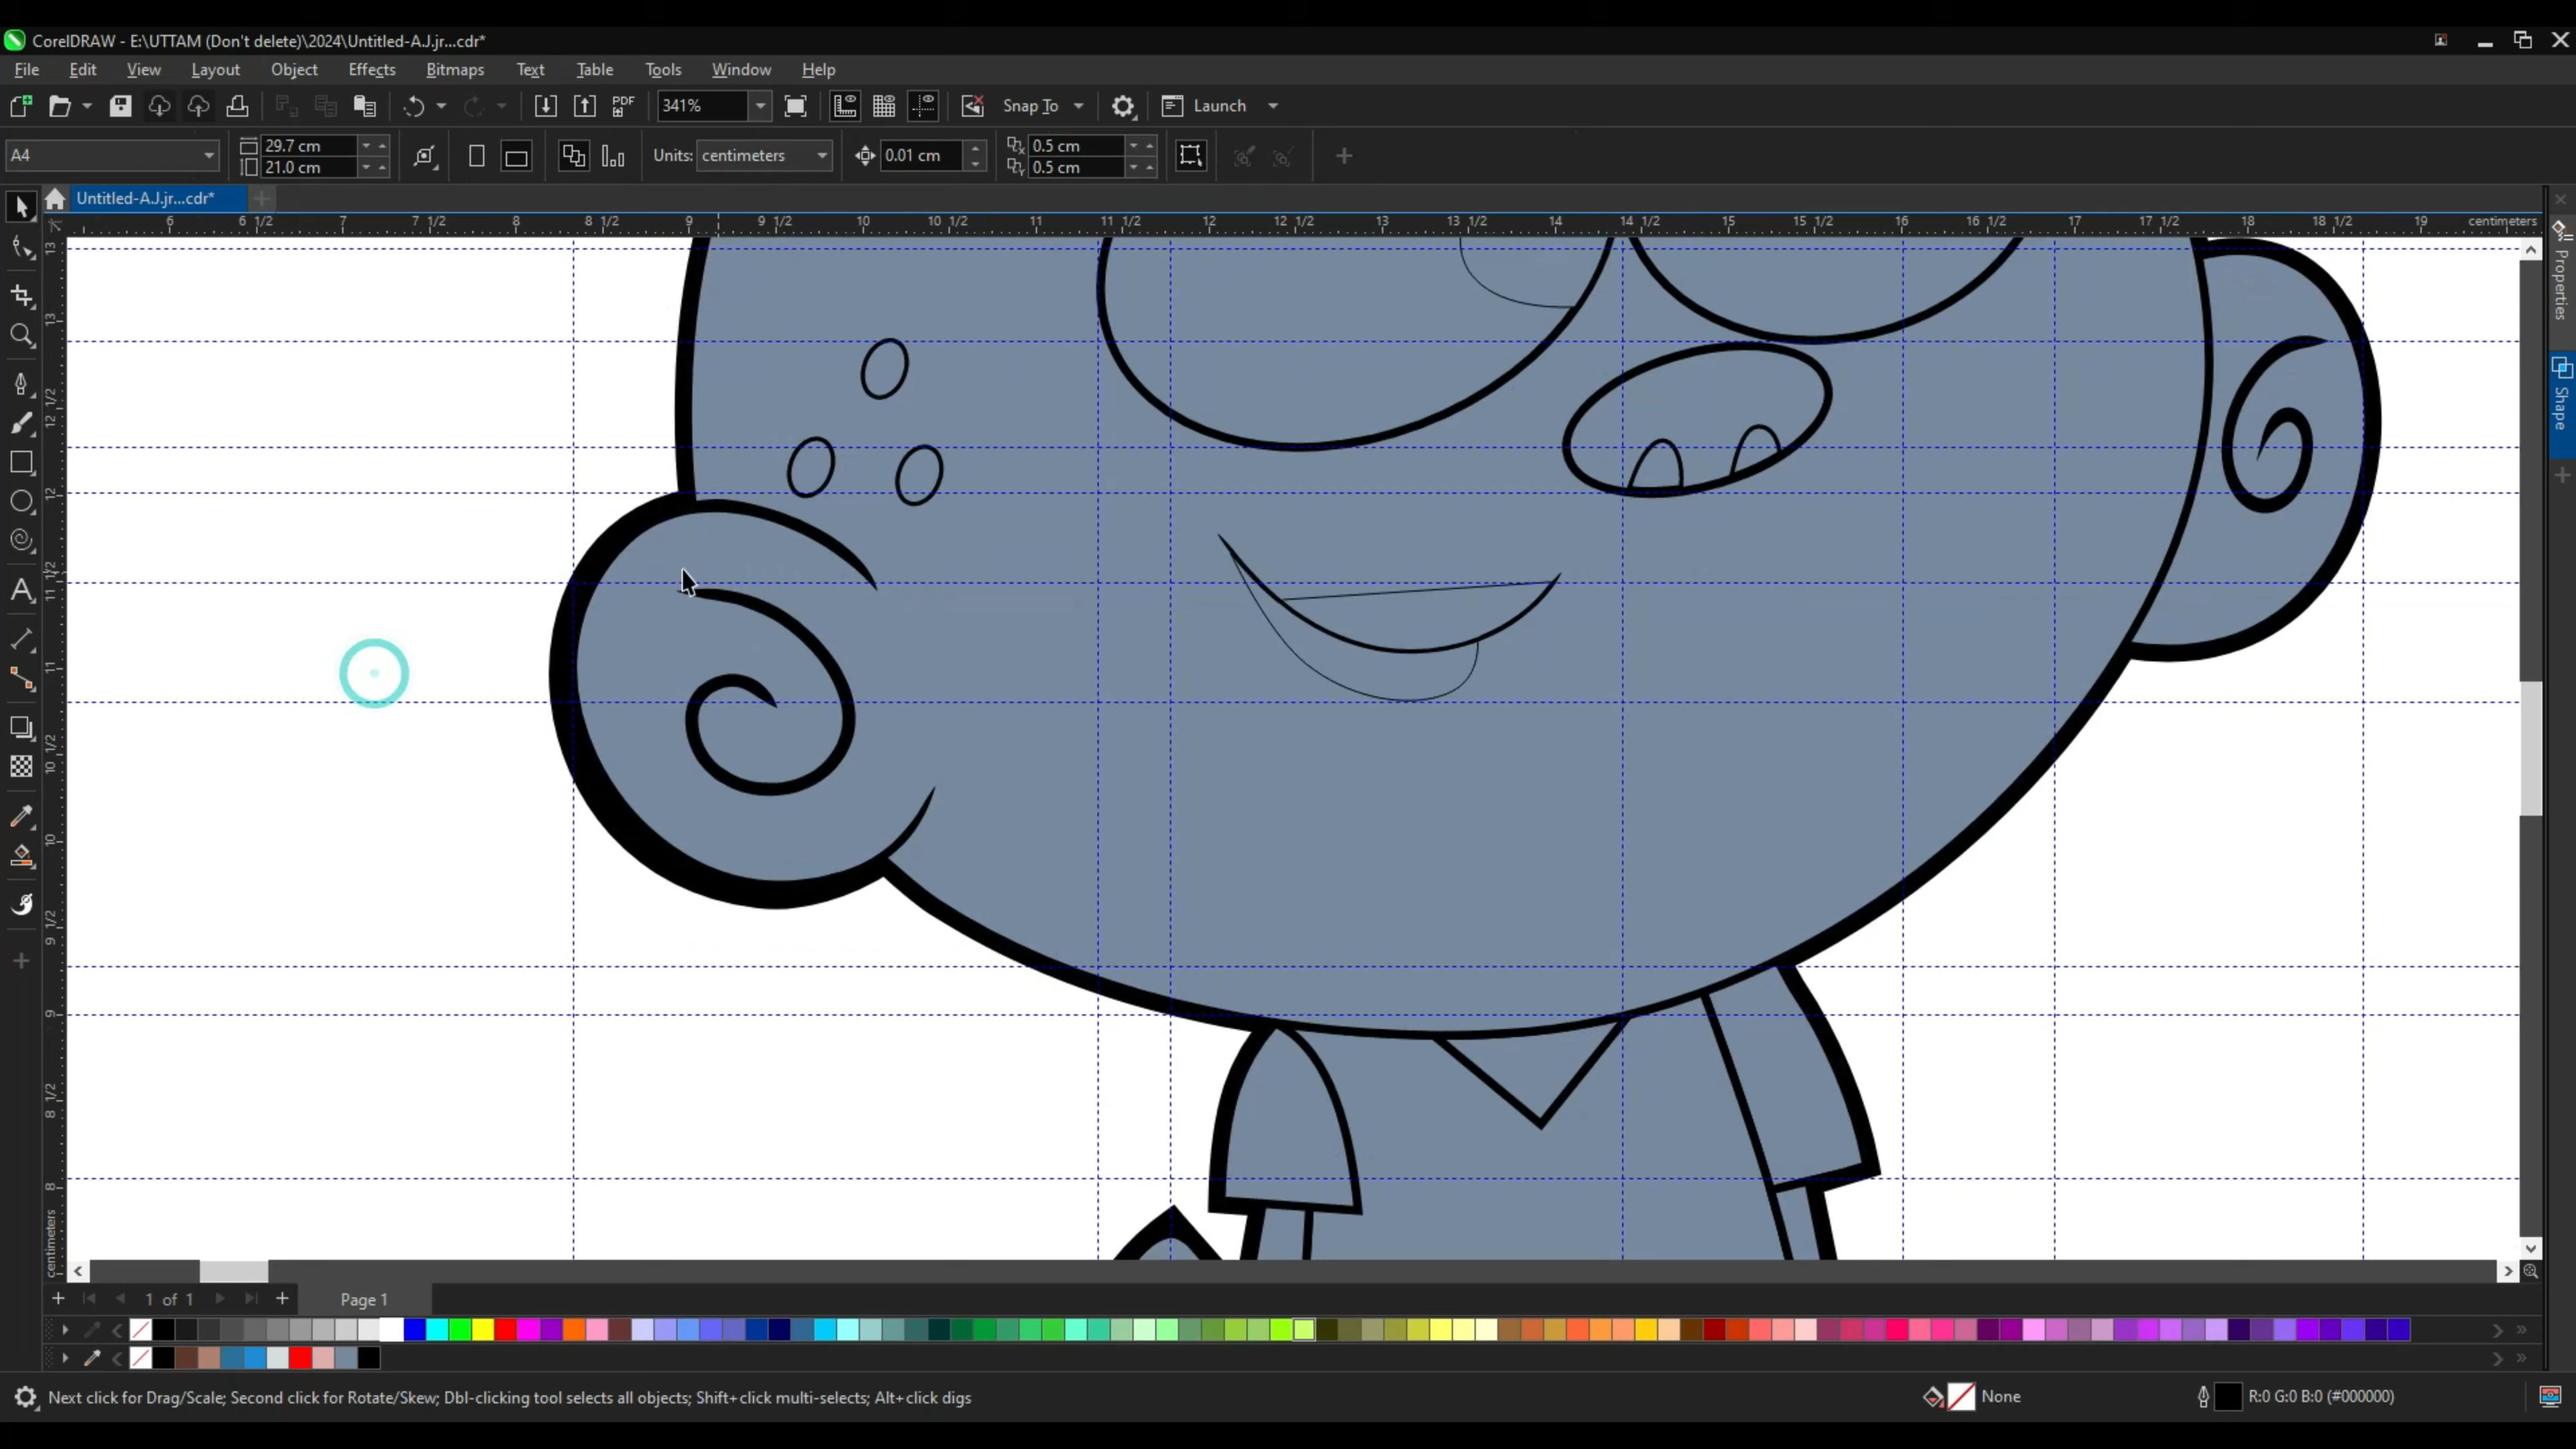 CorelDRAW - E:\UTTAM (Don't delete)\2024\Untitled-A.J.jr...cdr*
File Edit View Layout Object Effects Bitmaps Text Table Tools Window Help
PDF 341% Snap To Launch
A4 29.7 cm 21.0 cm Units: centimeters 0.01 cm 0.5 cm 0.5 cm
Untitled-A.J.jr...cdr*
6 6 1/2 7 7 1/2 8 8 1/2 9 9 1/2 10 10 1/2 11 11 1/2 12 12 1/2 13 13 1/2 14 14 1/2 15 15 1/2 16 16 1/2 17 17 1/2 18 18 1/2 19 centimeters
Properties
Shape
centimeters
1 of 1 Page 1
Next click for Drag/Scale; Second click for Rotate/Skew; Dbl-clicking tool selects all objects; Shift+click multi-selects; Alt+click digs
None
R:0 G:0 B:0 (#000000)